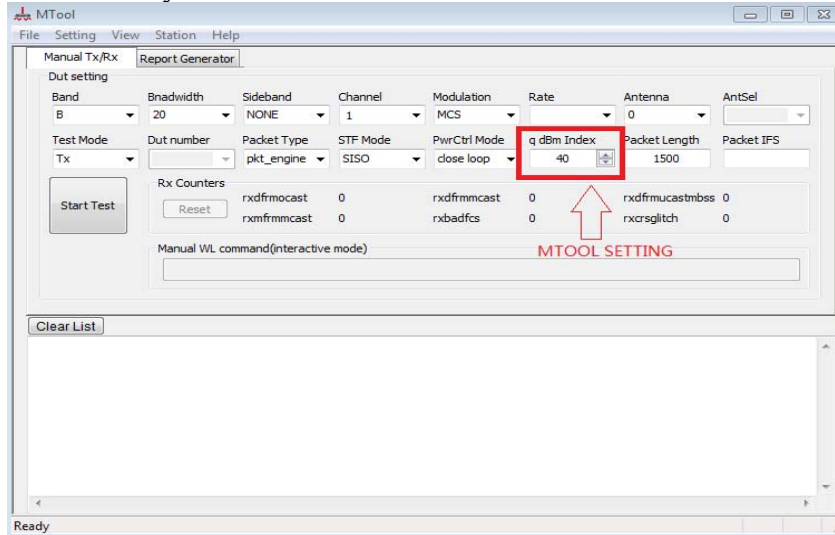 MTool
File Setting View Station Help
Manual Tx/Rx Report Generator
Dut setting
Band Bnadwidth Sideband Channel Modulation Rate Antenna AntSel
B 20 NONE 1 MCS 0
Test Mode Dut number Packet Type STF Mode PwrCtrl Mode q dBm Index Packet Length Packet IFS
Tx pkt_engine SISO close loop 40 1500
Start Test
Rx Counters
Reset
rxdfrmocast 0 rxdfrmmcast 0 rxdfrmucastmbss 0
rxmfrmmcast 0 rxbadfcs 0 rxcrsglitch 0
Manual WL command(interactive mode)
MTOOL SETTING
Clear List
Ready